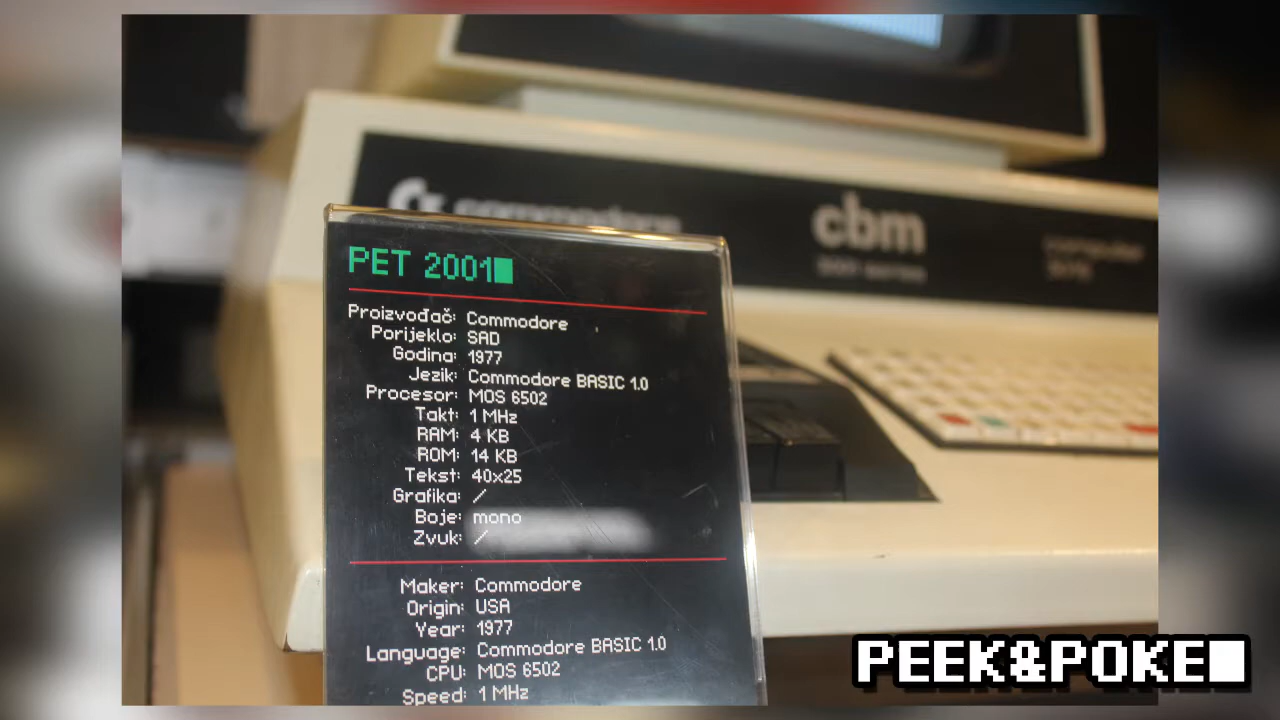 commodore
cbm
PET 2001
Proizvođač: Commodore
Porijeklo: SAD
Godina: 1977
Jezik: Commodore BASIC 1.0
Procesor: MOS 6502
Takt: 1 MHz
RAM: 4 KB
ROM: 14 KB
Tekst: 40x25
Grafika: /
Boje: mono
Zvuk: /
Maker: Commodore
Origin: USA
Year: 1977
Language: Commodore BASIC 1.0
CPU: MOS 6502
Speed: 1 MHz
PEEK&POKE